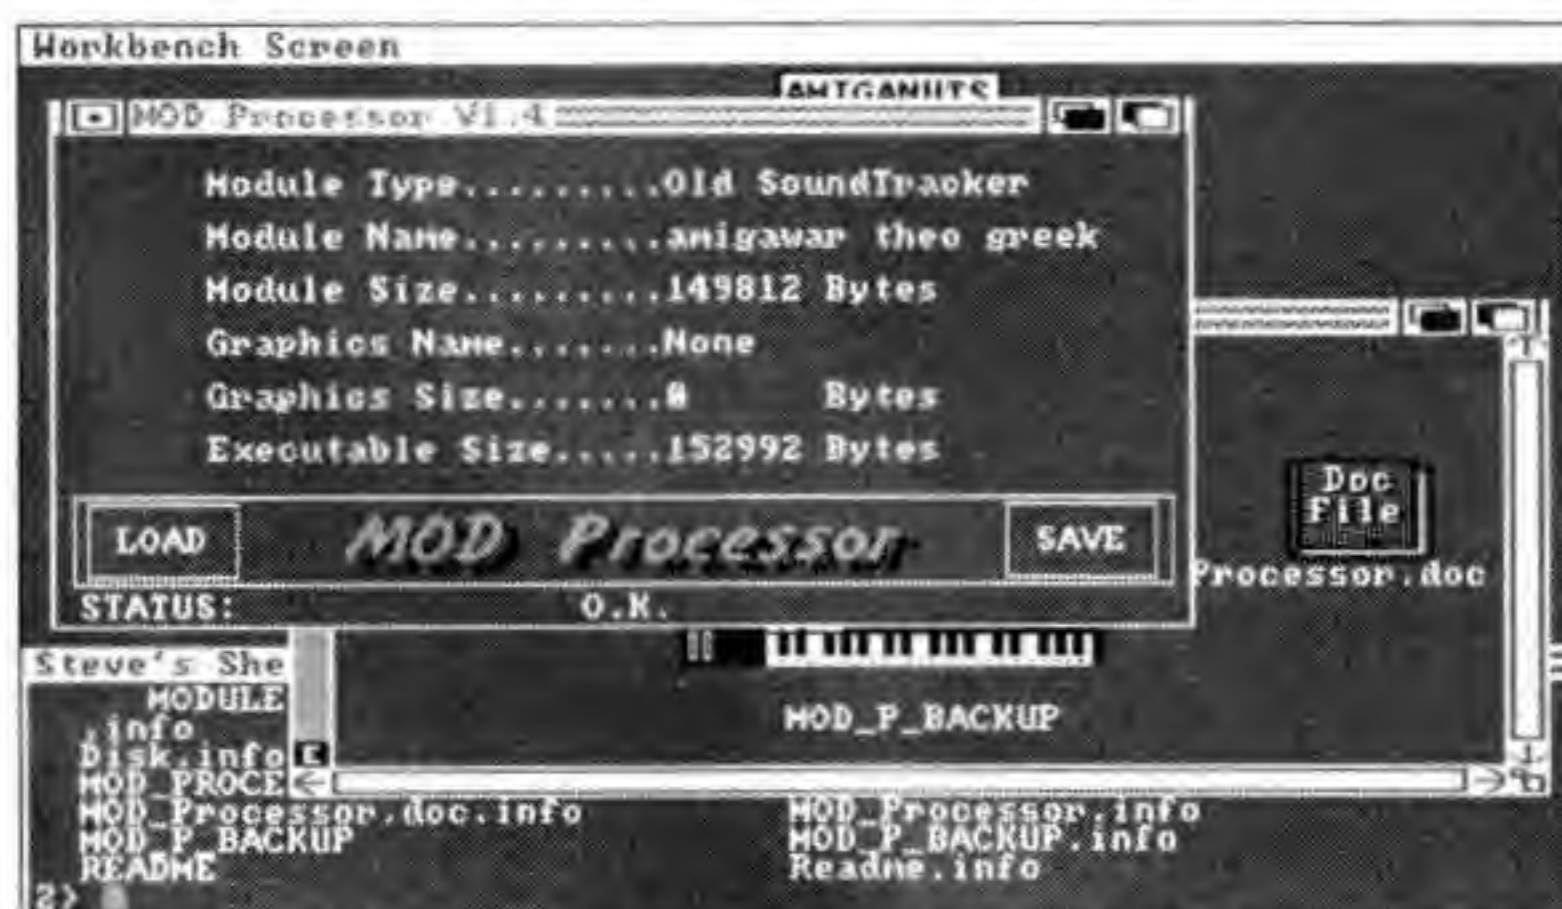 Workbench Screen
AMIGANUTS
MOD Processor V1.4
Module Type.........Old SoundTracker
Module Name.........amigawar theo greek
Module Size.........149812 Bytes
Graphics Name.......None
Graphics Size.......0 Bytes
Executable Size.....152992 Bytes
LOAD
MOD Processor
SAVE
STATUS: O.K.
Doc
File
Processor.doc
MOD_P_BACKUP
Steve's She
MODULE
.info
Disk.info
MOD_PROCE
MOD_Processor.doc.info MOD_Processor.info
MOD_P_BACKUP MOD_P_BACKUP.info
README Readme.info
2>